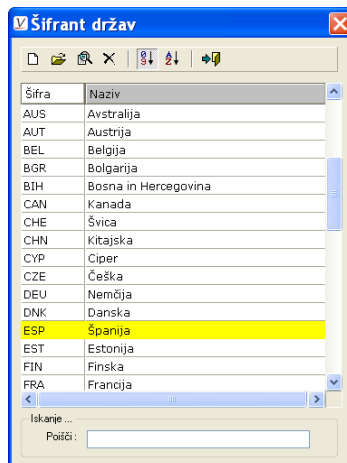 Šifrant držav
Šifra Naziv
AUS Avstralija
AUT Austrija
BEL Belgija
BGR Bolgarija
BIH Bosna in Hercegovina
CAN Kanada
CHE Švica
CHN Kitajska
CYP Ciper
CZE Češka
DEU Nemčija
DNK Danska
ESP Španija
EST Estonija
FIN Finska
FRA Francija
Iskanje ...
Poišči :